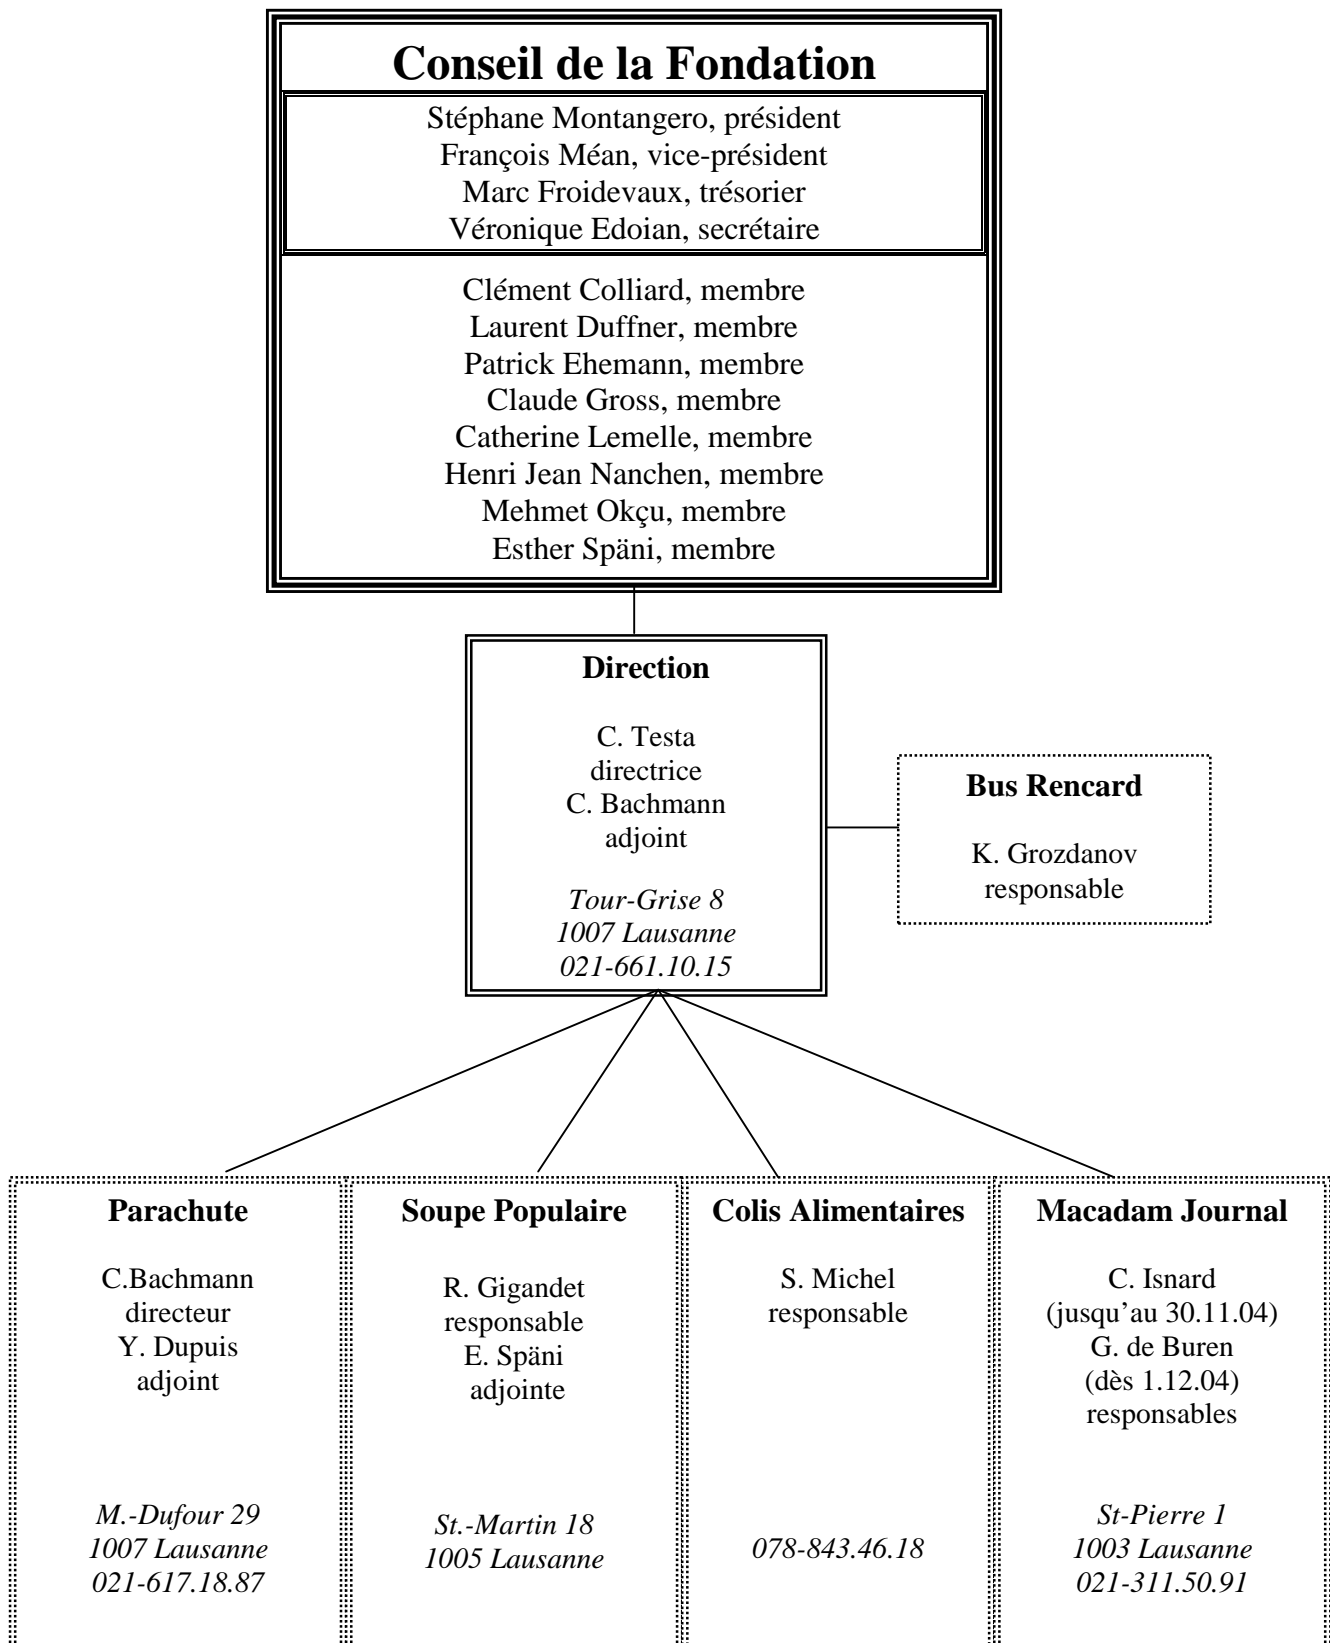 Conseil de la Fondation
Stéphane Montangero, président
François Méan, vice-président
Marc Froidevaux, trésorier
Véronique Edoian, secrétaire
Clément Colliard, membre
Laurent Duffner, membre
Patrick Ehemann, membre
Claude Gross, membre
Catherine Lemelle, membre
Henri Jean Nanchen, membre
Mehmet Okçu, membre
Esther Späni, membre
Direction
C. Testa
directrice
C. Bachmann
adjoint
Tour-Grise 8
1007 Lausanne
021-661.10.15
Bus Rencard
K. Grozdanov
responsable
Parachute
C.Bachmann
directeur
Y. Dupuis
adjoint
M.-Dufour 29
1007 Lausanne
021-617.18.87
Soupe Populaire
R. Gigandet
responsable
E. Späni
adjointe
St.-Martin 18
1005 Lausanne
Colis Alimentaires
S. Michel
responsable
078-843.46.18
Macadam Journal
C. Isnard
(jusqu’au 30.11.04)
G. de Buren
(dès 1.12.04)
responsables
St-Pierre 1
1003 Lausanne
021-311.50.91